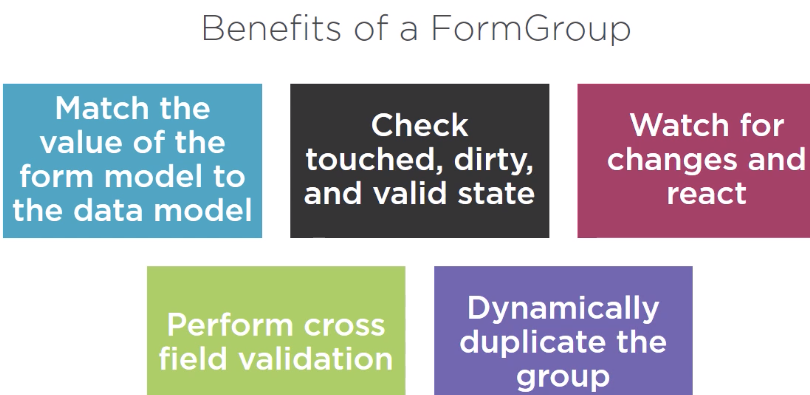 Benefits of a FormGroup
Match the
value of the
form model to
the data model
Check
touched, dirty,
and valid state
Watch for
changes and
react
Perform cross
field validation
Dynamically
duplicate the
group